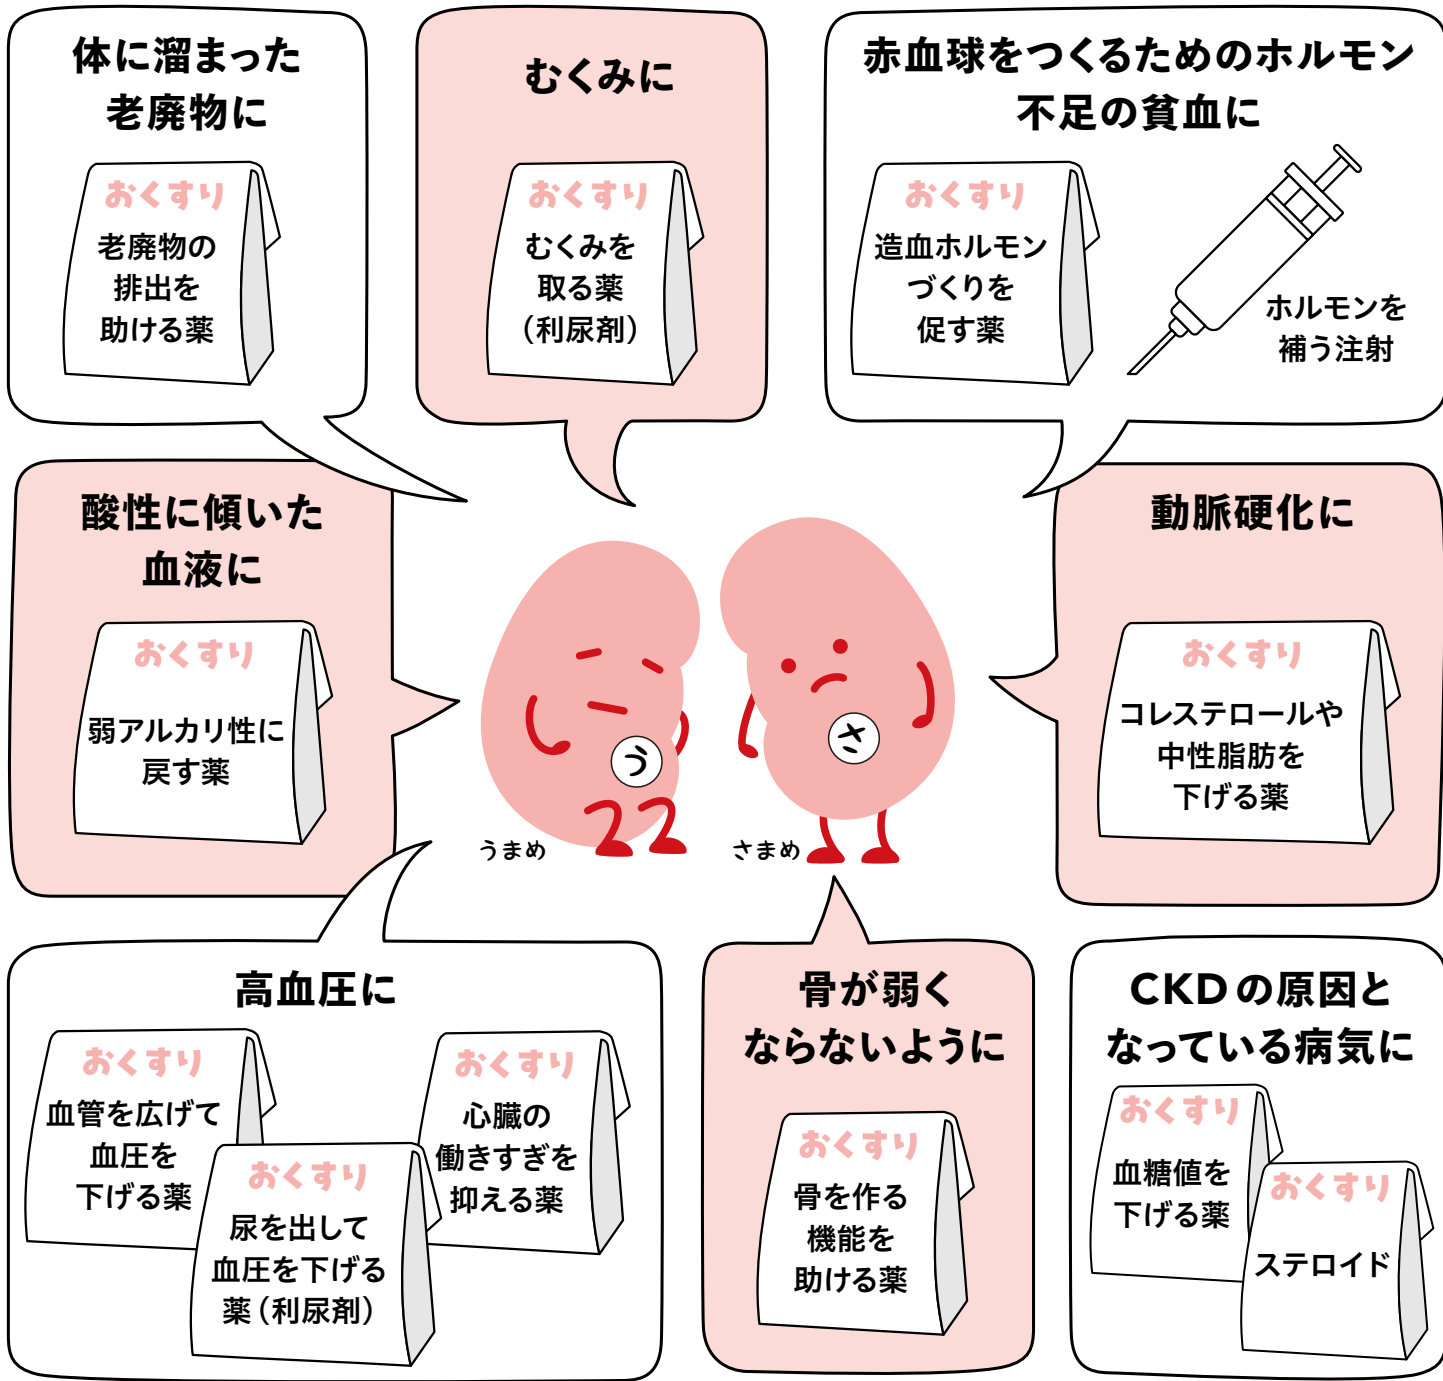 体に溜まった
老廃物に
おくすり
老廃物の
排出を
助ける薬
むくみに
おくすり
むくみを
取る薬
（利尿剤）
赤血球をつくるためのホルモン
不足の貧血に
おくすり
造血ホルモン
づくりを
促す薬
ホルモンを
補う注射
酸性に傾いた
血液に
おくすり
弱アルカリ性に
戻す薬
う
うまめ
さ
さまめ
動脈硬化に
おくすり
コレステロールや
中性脂肪を
下げる薬
高血圧に
おくすり
血管を広げて
血圧を
下げる薬
おくすり
尿を出して
血圧を下げる
薬（利尿剤）
おくすり
心臓の
働きすぎを
抑える薬
骨が弱く
ならないように
おくすり
骨を作る
機能を
助ける薬
CKDの原因と
なっている病気に
おくすり
血糖値を
下げる薬
おくすり
ステロイド